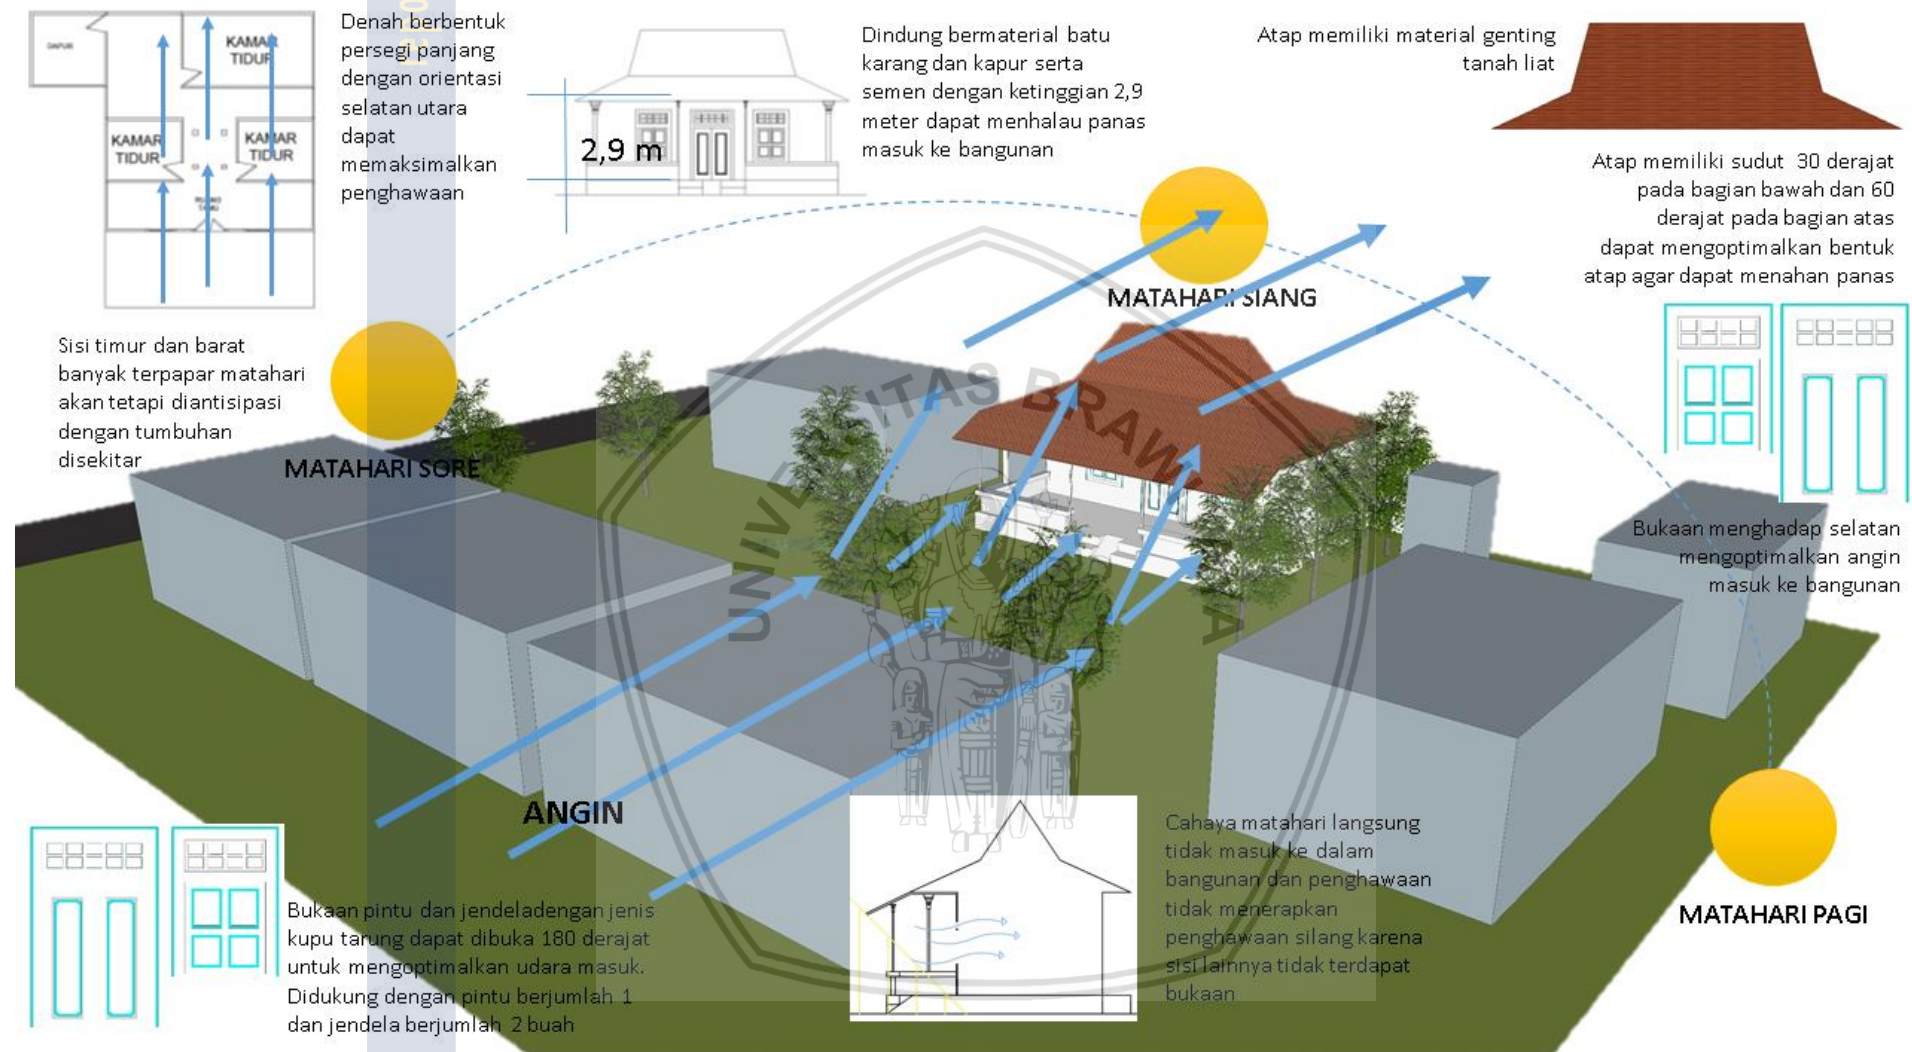 DAPUR
KAMAR
TIDUR
KAMAR
TIDUR
KAMAR
TIDUR
RUANG
TAMU
Denah berbentuk
persegi panjang
dengan orientasi
selatan utara
dapat
memaksimalkan
penghawaan
2,9 m
Dindung bermaterial batu
karang dan kapur serta
semen dengan ketinggian 2,9
meter dapat menhalau panas
masuk ke bangunan
Atap memiliki material genting
tanah liat
Atap memiliki sudut 30 derajat
pada bagian bawah dan 60
derajat pada bagian atas
dapat mengoptimalkan bentuk
atap agar dapat menahan panas
MATAHARI SIANG
Sisi timur dan barat
banyak terpapar matahari
akan tetapi diantisipasi
dengan tumbuhan
disekitar
MATAHARI SORE
UNIVERSITAS BRAWIJAYA
Bukaan menghadap selatan
mengoptimalkan angin
masuk ke bangunan
ANGIN
Bukaan pintu dan jendeladengan jenis
kupu tarung dapat dibuka 180 derajat
untuk mengoptimalkan udara masuk.
Didukung dengan pintu berjumlah 1
dan jendela berjumlah 2 buah
Cahaya matahari langsung
tidak masuk ke dalam
bangunan dan penghawaan
tidak menerapkan
penghawaan silang karena
sisi lainnya tidak terdapat
bukaan
MATAHARI PAGI